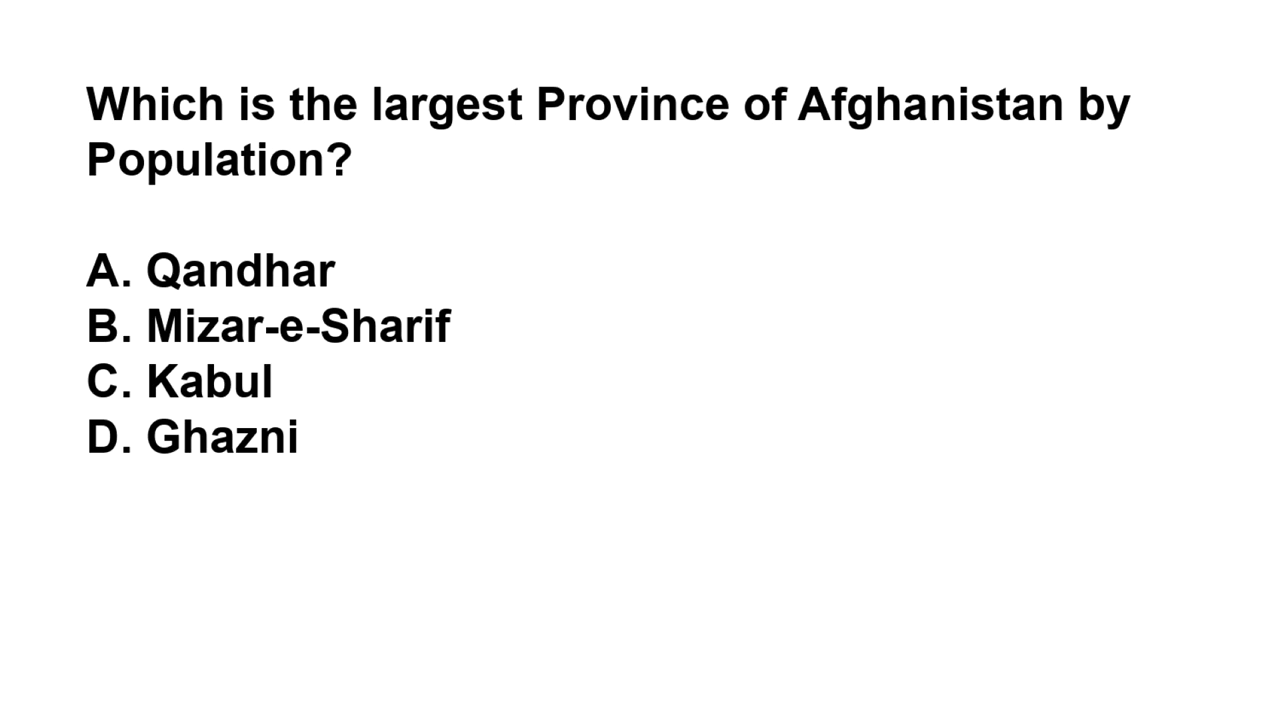 Which is the largest Province of Afghanistan by
Population?
A. Qandhar
B. Mizar-e-Sharif
C. Kabul
D. Ghazni